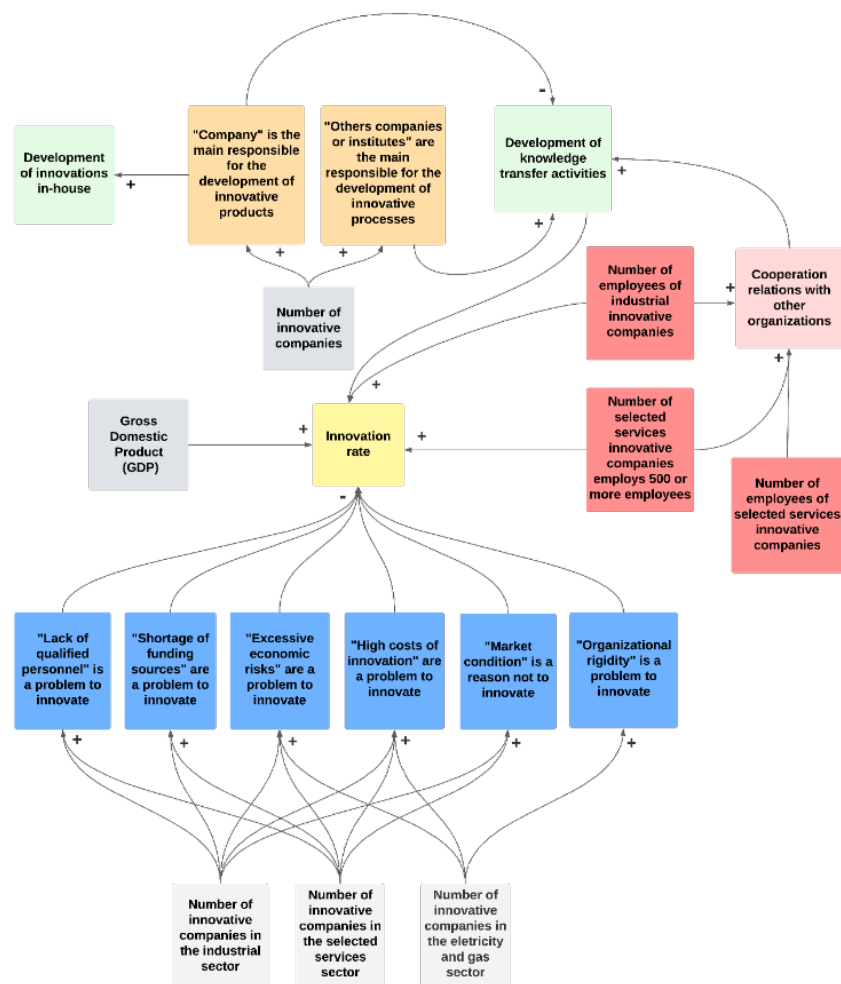 -
"Company" is the
main responsible
for the
development of
innovative
products
"Others companies
or institutes" are
the main
responsible for the
development of
innovative
processes
Development of
knowledge
transfer activities
Development
of innovations
in-house
+
+
+
+
+
Number of
innovative
companies
Number of
employees of
industrial
innovative
companies
+
Cooperation
relations with
other
organizations
+
+
Gross
Domestic
Product
(GDP)
+
Innovation
rate
+
Number of
selected
services
innovative
companies
employs 500 or
more employees
Number of
employees of
selected services
innovative
companies
-
"Lack of
qualified
personnel" is
a problem to
innovate
"Shortage of
funding
sources" are
a problem to
innovate
"Excessive
economic
risks" are a
problem to
innovate
"High costs of
innovation" are
a problem to
innovate
"Market
condition" is a
reason not to
innovate
"Organizational
rigidity" is a
problem to
innovate
+
+
+
+
+
+
Number of
innovative
companies in
the industrial
sector
Number of
innovative
companies in
the selected
services
sector
Number of
innovative
companies in
the eletricity
and gas
sector